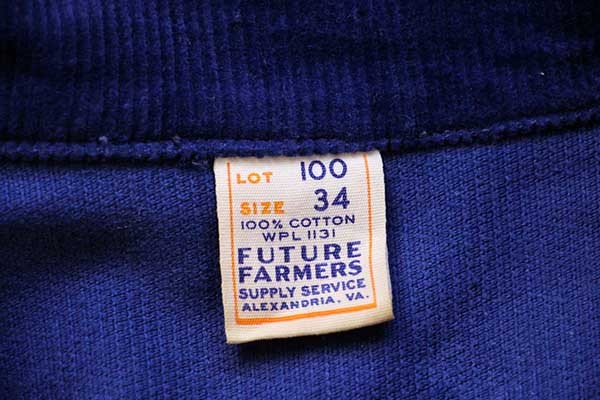 LOT 100
SIZE 34
100% COTTON
WPL 1131
FUTURE
FARMERS
SUPPLY SERVICE
ALEXANDRIA, VA.